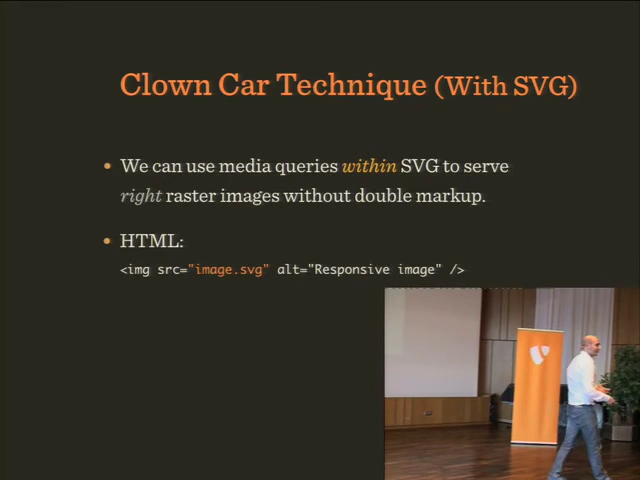 Clown Car Technique (With SVG)
• We can use media queries within SVG to serve
right raster images without double markup.
• HTML:
<img src="image.svg" alt="Responsive image" />